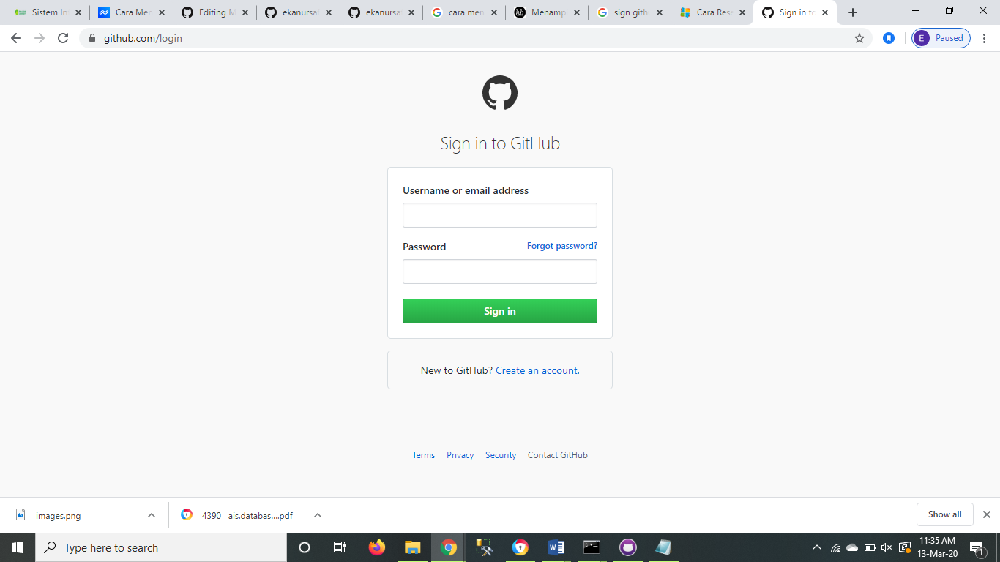 Sistem In
Cara Men
Editing M
ekanursa
ekanursa
cara men
Menamp
sign gith
Cara Rese
Sign in to
github.com/login
E
Paused
Sign in to GitHub
Username or email address
Password
Forgot password?
Sign in
New to GitHub? Create an account.
Terms
Privacy
Security
Contact GitHub
images.png
4390__ais.databas....pdf
Show all
Type here to search
11:35 AM
13-Mar-20
1